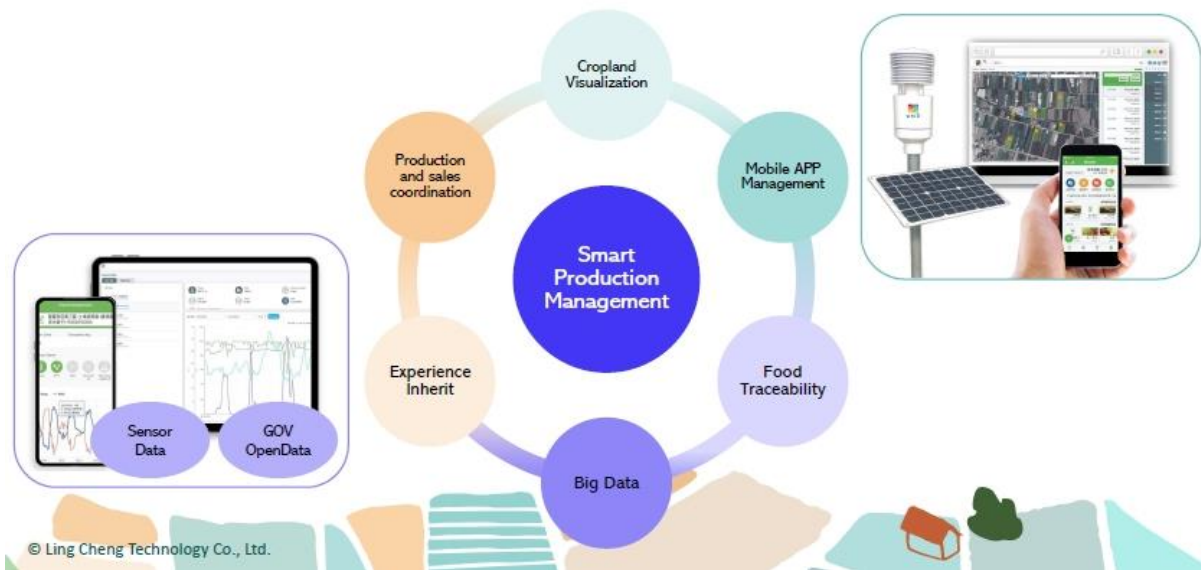 Cropland
Visualization
Production
and sales
coordination
Mobile APP
Management
Smart
Production
Management
Experience
Inherit
Food
Traceability
Sensor
Data
GOV
OpenData
Big Data
© Ling Cheng Technology Co., Ltd.